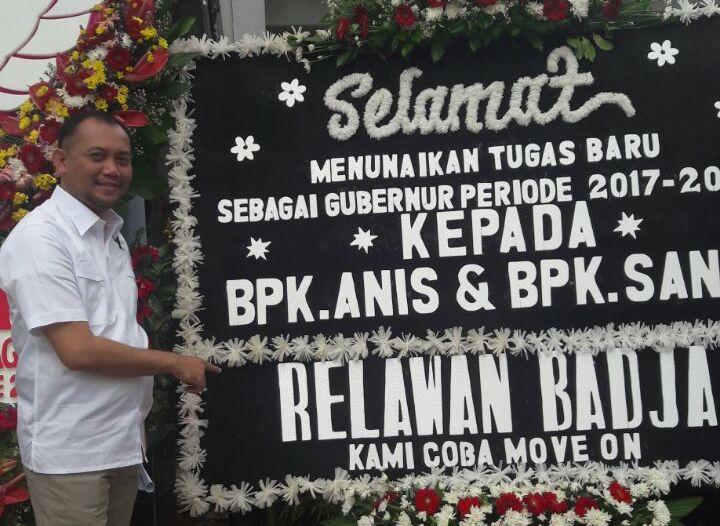 Selamat
MENUNAIKAN TUGAS BARU
SEBAGAI GUBERNUR PERIODE 2017-20
KEPADA
BPK.ANIS & BPK.SAN
RELAWAN BADJA
KAMI COBA MOVE ON